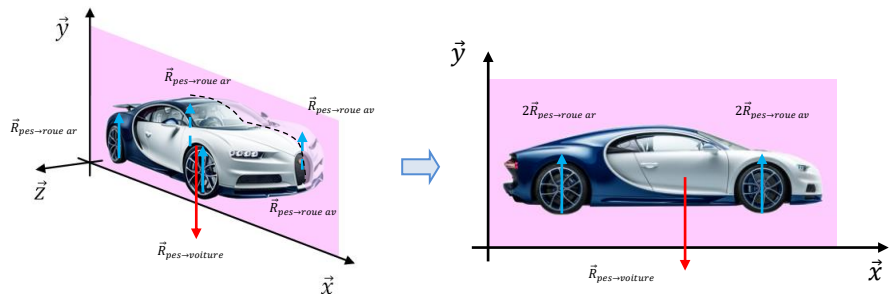 y⃗
R⃗pes→roue ar
R⃗pes→roue av
R⃗pes→roue ar
Z⃗
R⃗pes→roue av
R⃗pes→voiture
x⃗
y⃗
2R⃗pes→roue ar
2R⃗pes→roue av
R⃗pes→voiture
x⃗